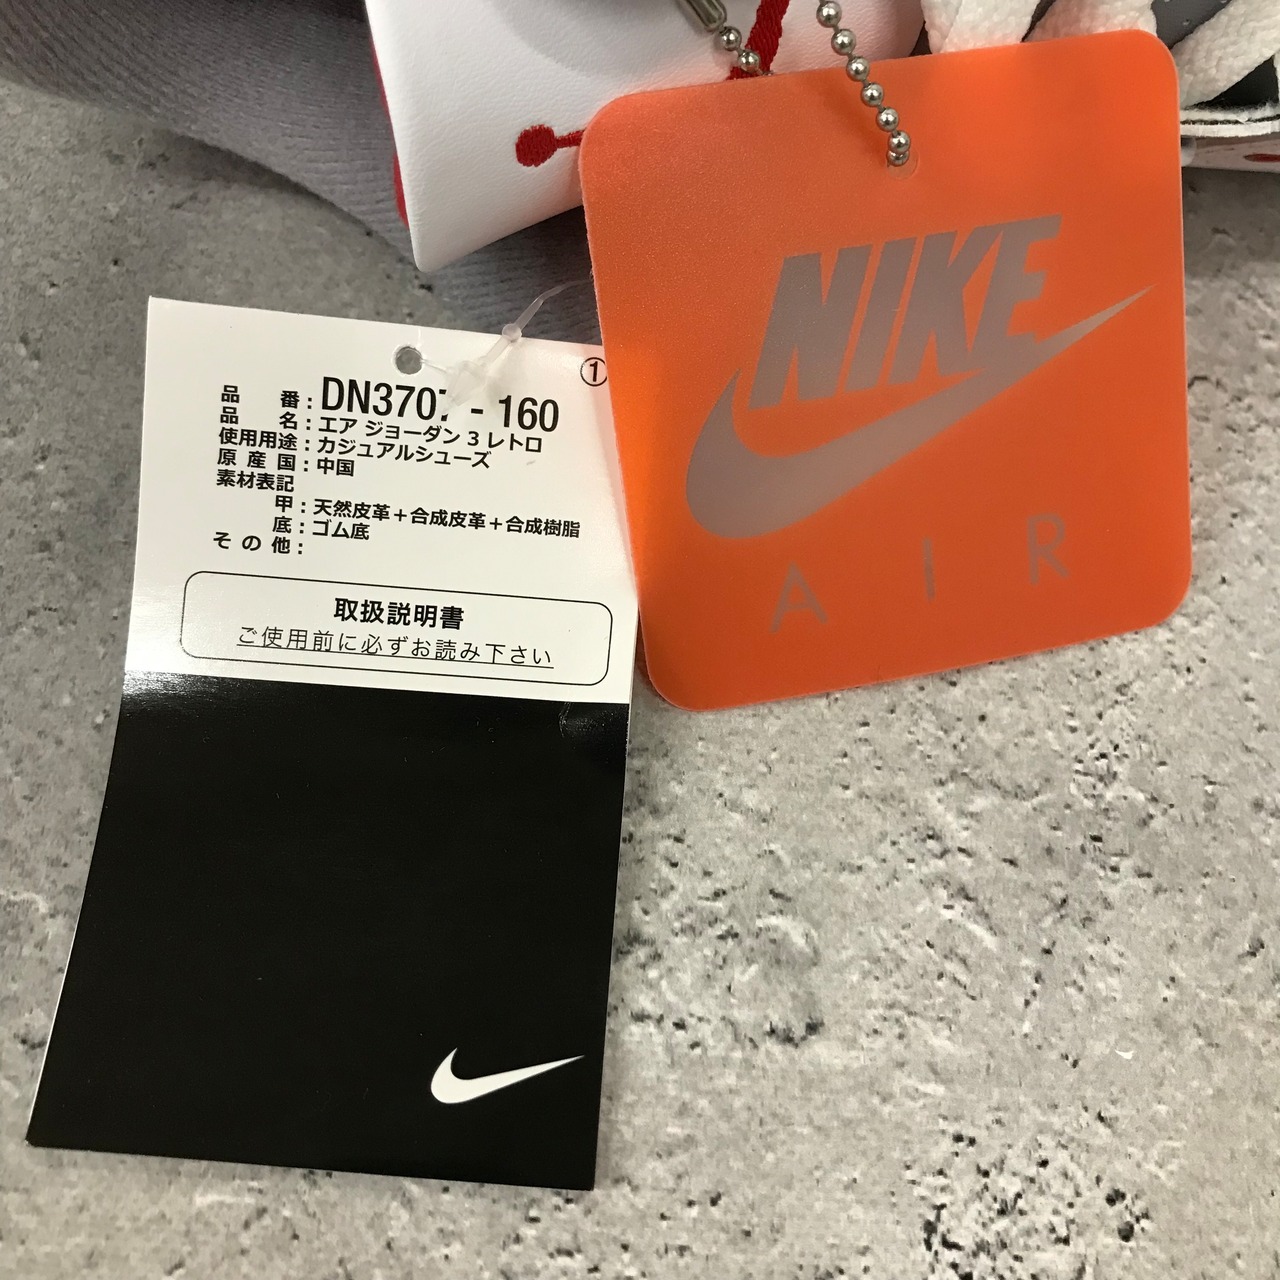 ①
品番：DN3707 - 160
品名：エア ジョーダン 3 レトロ
使用用途：カジュアルシューズ
原産国：中国
素材表記
甲：天然皮革＋合成皮革＋合成樹脂
底：ゴム底
その他：
取扱説明書
ご使用前に必ずお読み下さい
NIKE
AIR